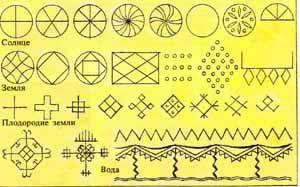 Солнце
Земля
Плодородие земли
Вода